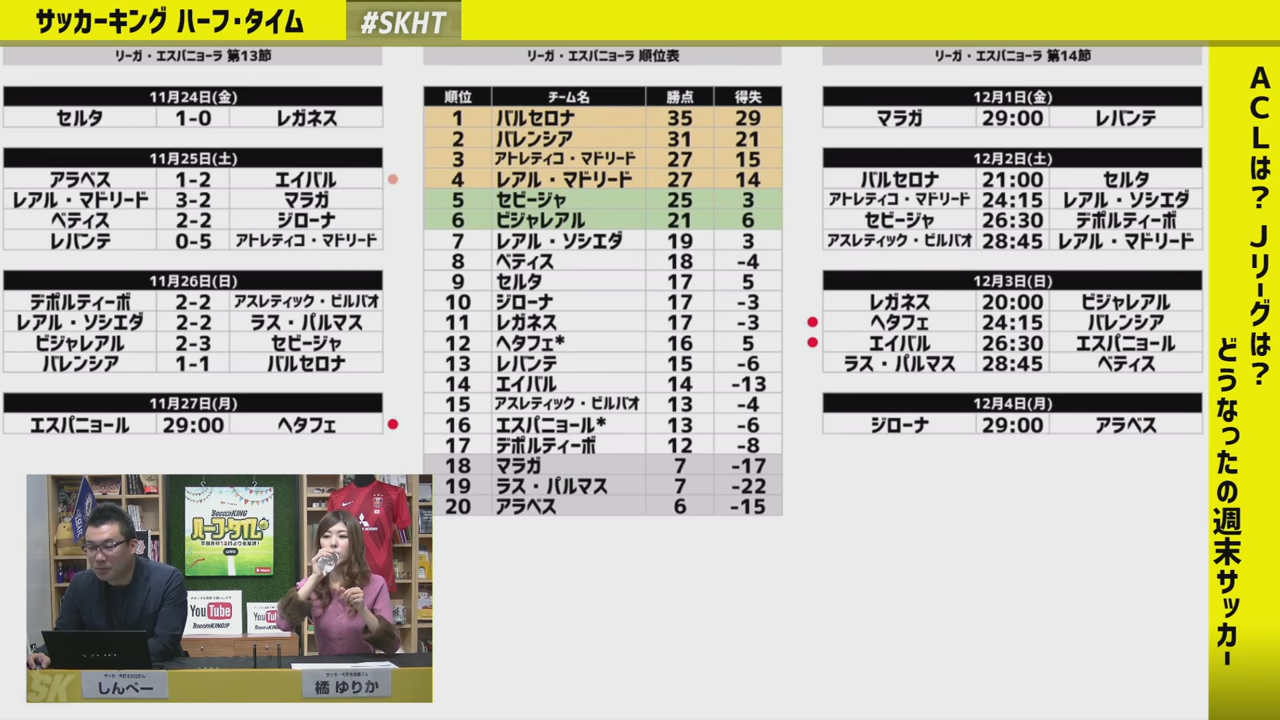 サッカーキング ハーフ・タイム
#SKHT
リーガ・エスパニョーラ 第13節
11月24日(金)
セルタ 1-0 レガネス
11月25日(土)
アラベス 1-2 エイバル
レアル・マドリード 3-2 マラガ
ベティス 2-2 ジローナ
レバンテ 0-5 アトレティコ・マドリード
11月26日(日)
デポルティーボ 2-2 アスレティック・ビルバオ
レアル・ソシエダ 2-2 ラス・パルマス
ビジャレアル 2-3 セビージャ
バレンシア 1-1 バルセロナ
11月27日(月)
エスパニョール 29:00 ヘタフェ
リーガ・エスパニョーラ 順位表
順位 チーム名 勝点 得失
1 バルセロナ 35 29
2 バレンシア 31 21
3 アトレティコ・マドリード 27 15
4 レアル・マドリード 27 14
5 セビージャ 25 3
6 ビジャレアル 21 6
7 レアル・ソシエダ 19 3
8 ベティス 18 -4
9 セルタ 17 5
10 ジローナ 17 -3
11 レガネス 17 -3
12 ヘタフェ* 16 5
13 レバンテ 15 -6
14 エイバル 14 -13
15 アスレティック・ビルバオ 13 -4
16 エスパニョール* 13 -6
17 デポルティーボ 12 -8
18 マラガ 7 -17
19 ラス・パルマス 7 -22
20 アラベス 6 -15
リーガ・エスパニョーラ 第14節
12月1日(金)
マラガ 29:00 レバンテ
12月2日(土)
バルセロナ 21:00 セルタ
アトレティコ・マドリード 24:15 レアル・ソシエダ
セビージャ 26:30 デポルティーボ
アスレティック・ビルバオ 28:45 レアル・マドリード
12月3日(日)
レガネス 20:00 ビジャレアル
ヘタフェ 24:15 バレンシア
エイバル 26:30 エスパニョール
ラス・パルマス 28:45 ベティス
12月4日(月)
ジローナ 29:00 アラベス
ACLは? Jリーグは?
どうなったの週末サッカー
SoccerKING
ハーフ・タイム
YouTube
SoccerKINGJP
YouTube
しんぺー
橘 ゆりか
SK